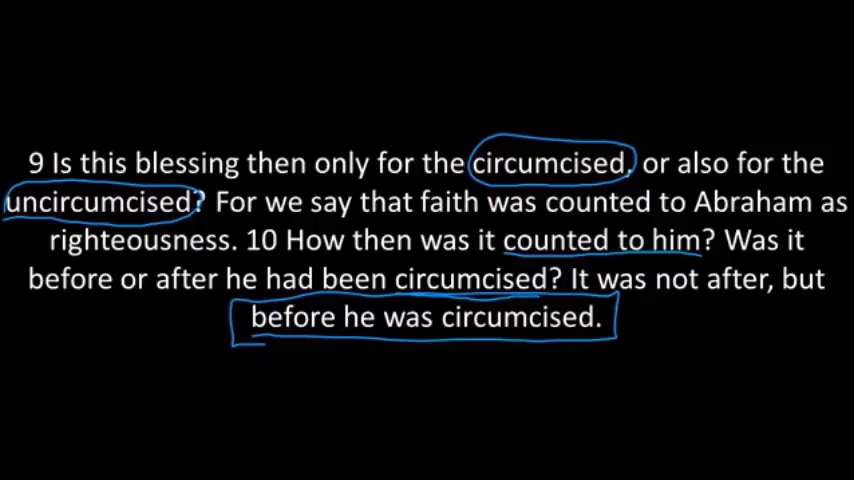 9 Is this blessing then only for the circumcised, or also for the
uncircumcised? For we say that faith was counted to Abraham as
righteousness. 10 How then was it counted to him? Was it
before or after he had been circumcised? It was not after, but
before he was circumcised.